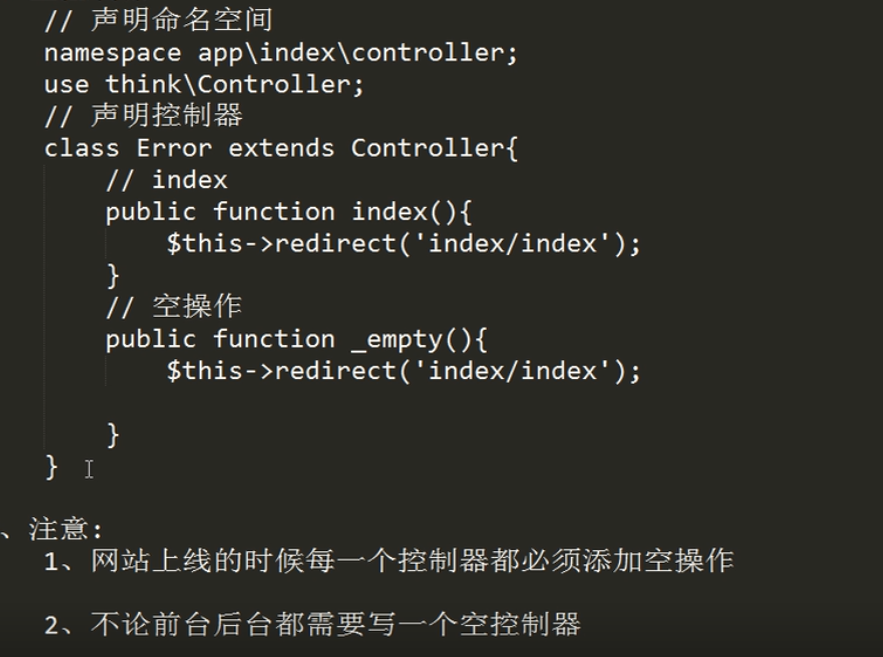 // 声明命名空间
namespace app\index\controller;
use think\Controller;
// 声明控制器
class Error extends Controller{
// index
public function index(){
$this->redirect('index/index');
}
// 空操作
public function _empty(){
$this->redirect('index/index');
}
}
、注意:
1、网站上线的时候每一个控制器都必须添加空操作
2、不论前台后台都需要写一个空控制器